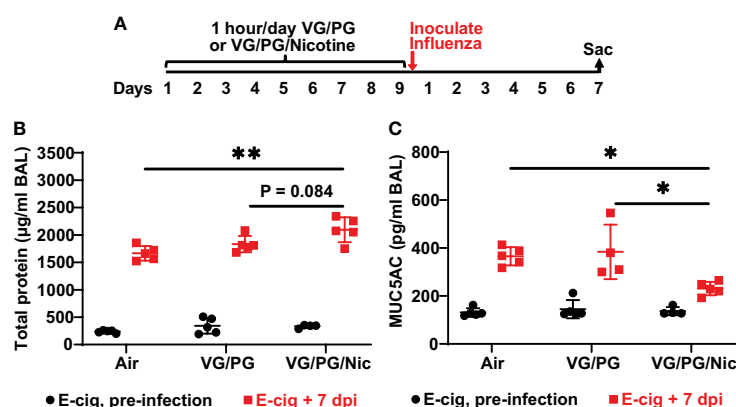 A
1 hour/day VG/PG
or VG/PG/Nicotine
Inoculate
Influenza
Sac
Days 1 2 3 4 5 6 7 8 9 1 2 3 4 5 6 7
B
Total protein (µg/ml BAL)
3500
3000
2500
2000
1500
1000
500
0
**
P = 0.084
Air VG/PG VG/PG/Nic
● E-cig, pre-infection ■ E-cig + 7 dpi
C
MUC5AC (pg/ml BAL)
800
600
400
200
0
*
*
Air VG/PG VG/PG/Nic
● E-cig, pre-infection ■ E-cig + 7 dpi